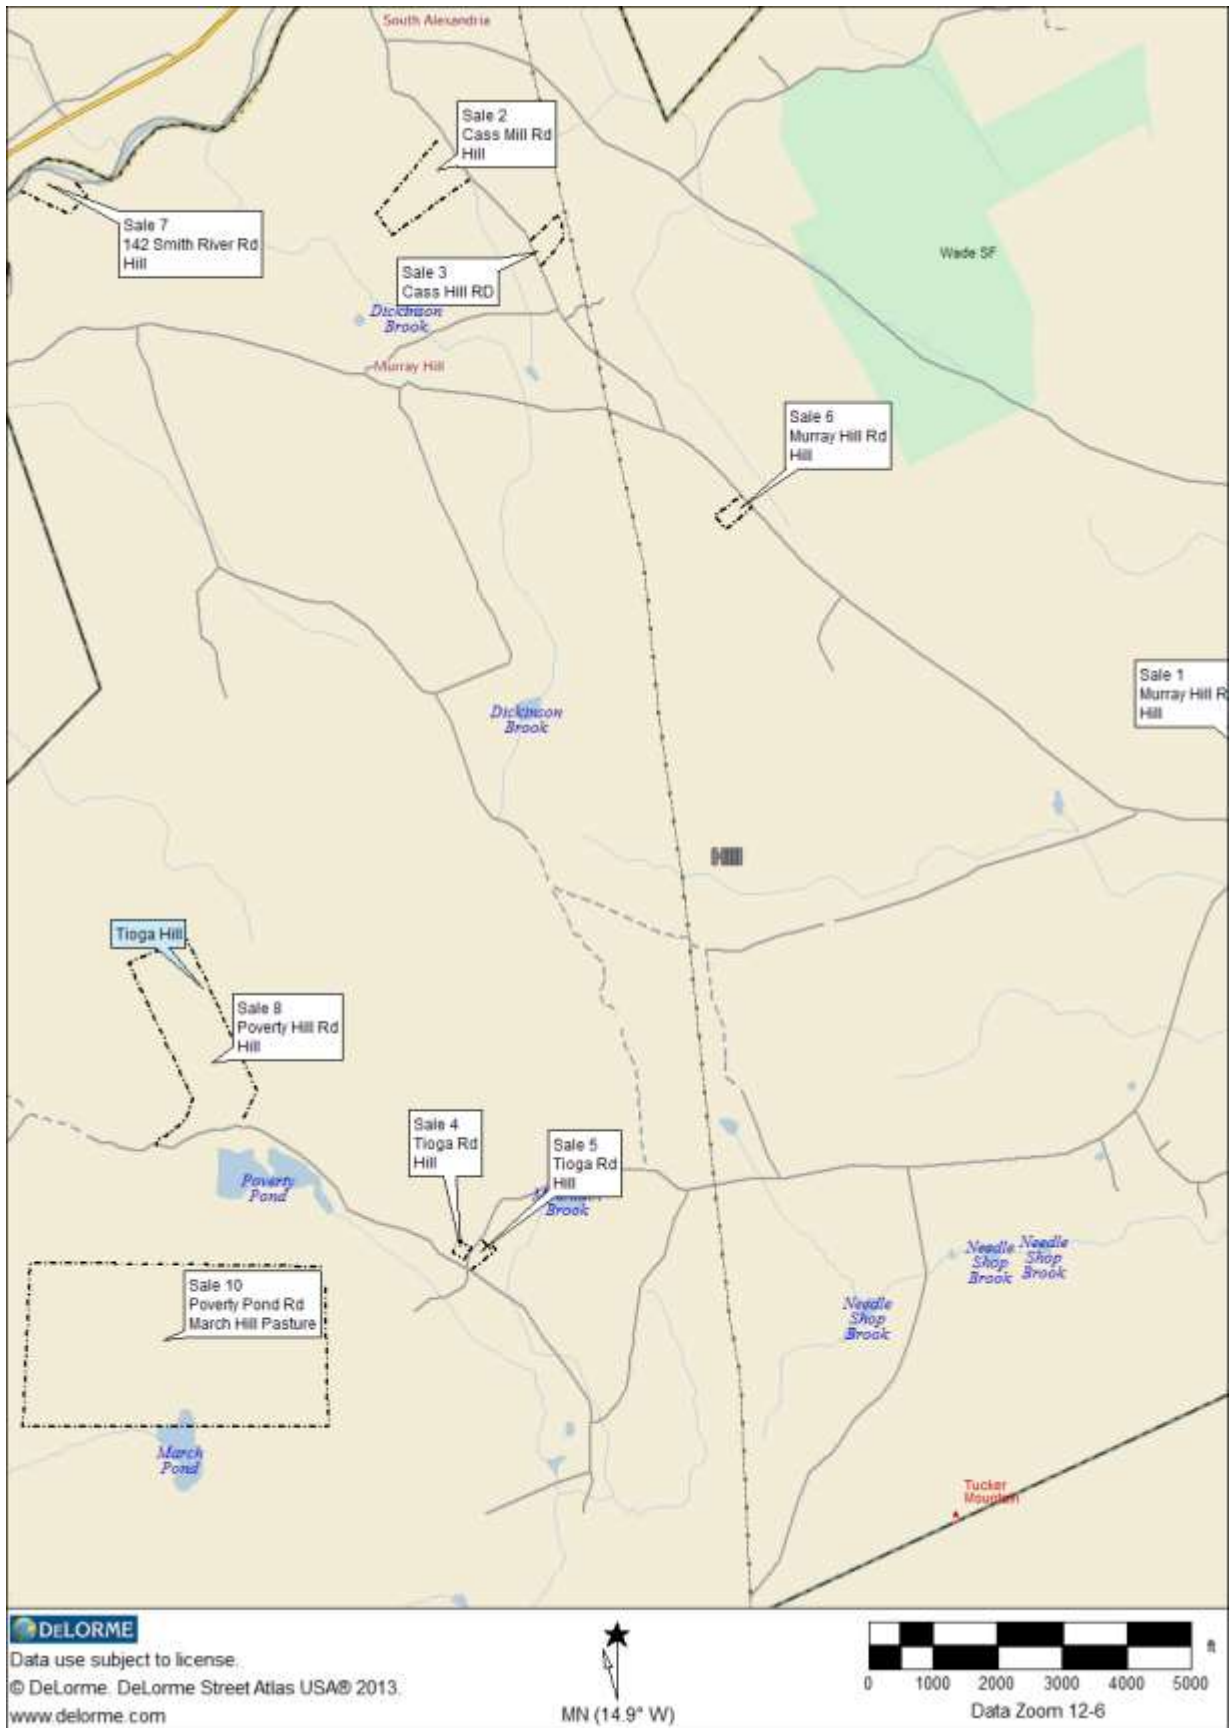 South Alexandria
Sale 2
Cass Mill Rd
Hill
Sale 7
142 Smith River Rd
Hill
Sale 3
Cass Hill RD
Wade SF
Dickinson
Brook
Murray Hill
Sale 6
Murray Hill Rd
Hill
Sale 1
Murray Hill R
Hill
Dickinson
Brook
Hill
Tioga Hill
Sale 8
Poverty Hill Rd
Hill
Sale 4
Tioga Rd
Hill
Sale 5
Tioga Rd
Hill
Brook
Poverty
Pond
Needle
Shop
Brook
Needle
Shop
Brook
Sale 10
Poverty Pond Rd
March Hill Pasture
Needle
Shop
Brook
March
Pond
Tucker
Mountain
DELORME
Data use subject to license.
© DeLorme. DeLorme Street Atlas USA® 2013.
www.delorme.com
MN (14.9° W)
ft
0 1000 2000 3000 4000 5000
Data Zoom 12-6